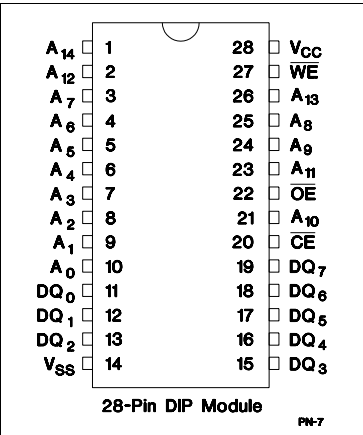 A14 1 28 VCC
A12 2 27 W̅E̅
A7 3 26 A13
A6 4 25 A8
A5 5 24 A9
A4 6 23 A11
A3 7 22 O̅E̅
A2 8 21 A10
A1 9 20 C̅E̅
A0 10 19 DQ7
DQ0 11 18 DQ6
DQ1 12 17 DQ5
DQ2 13 16 DQ4
VSS 14 15 DQ3
28-Pin DIP Module
PN-7